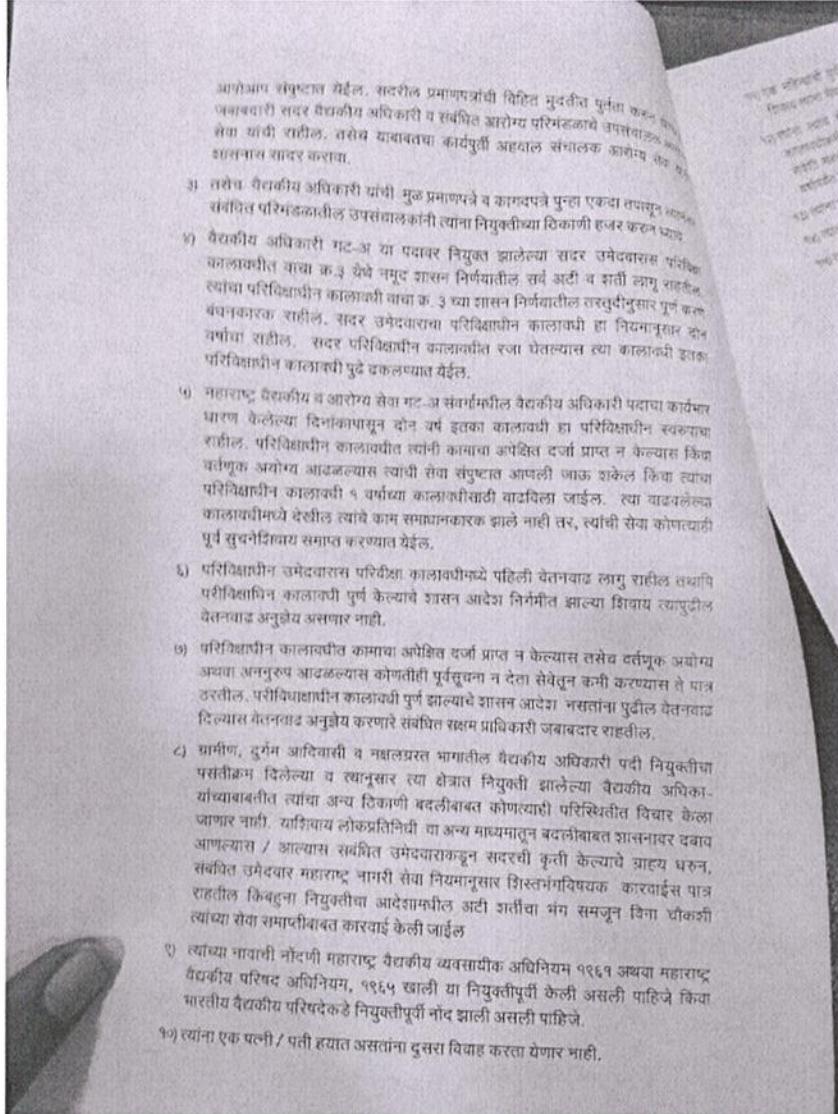 आपोआप संपुष्टात येईल. सदरील प्रमाणपत्रांची विहित मुदतीत पुर्तता करुन
जबाबदारी सदर वैद्यकीय अधिकारी व संबंधित आरोग्य परिमंडळाचे उपसंचालक
सेवा यांची राहील. तसेच याबाबतचा कार्यपुर्ती अहवाल संचालक आरोग्य सेवा
शासनास सादर करावा.
३) तसेच वैद्यकीय अधिकारी यांची मुळ प्रमाणपत्रे व कागदपत्रे पुन्हा एकदा तपासून
संबंधित परिमंडळातील उपसंचालकांनी त्यांना नियुक्तीच्या ठिकाणी हजर करुन घ्यावे
४) वैद्यकीय अधिकारी गट-अ या पदावर नियुक्त झालेल्या सदर उमेदवारास परिविक्षा
कालावधीत वाचा क्र.३ येथे नमूद शासन निर्णयातील सर्व अटी व शर्ती लागू राहतील.
त्यांचा परिविक्षाधीन कालावधी वाचा क्र. ३ च्या शासन निर्णयातील तरतुदीनुसार पूर्ण करणे
बंधनकारक राहील. सदर उमेदवाराचा परिविक्षाधीन कालावधी हा नियमानुसार दोन
वर्षाचा राहील. सदर परिविक्षाधीन कालावधीत रजा घेतल्यास त्या कालावधी इतका
परिविक्षाधीन कालावधी पुढे ढकलण्यात येईल.
५) महाराष्ट्र वैद्यकीय व आरोग्य सेवा गट-अ संवर्गामधील वैद्यकीय अधिकारी पदाचा कार्यभार
धारण केलेल्या दिनांकापासून दोन वर्ष इतका कालावधी हा परिविक्षाधीन स्वरुपाचा
राहील. परिविक्षाधीन कालावधीत त्यांनी कामाचा अपेक्षित दर्जा प्राप्त न केल्यास किंवा
वर्तणूक अयोग्य आढळल्यास त्यांची सेवा संपुष्टात आणली जाऊ शकेल किंवा त्यांचा
परिविक्षाधीन कालावधी १ वर्षाच्या कालावधीसाठी वाढविला जाईल. त्या वाढवलेल्या
कालावधीमध्ये देखील त्यांचे काम समाधानकारक झाले नाही तर, त्यांची सेवा कोणत्याही
पूर्व सुचनेशिवाय समाप्त करण्यात येईल.
६) परिविक्षाधीन उमेदवारास परिवीक्षा कालावधीमध्ये पहिली वेतनवाढ लागु राहील तथापि
परीविक्षाधिन कालावधी पुर्ण केल्याचे शासन आदेश निर्गमीत झाल्या शिवाय त्यापुढील
वेतनवाढ अनुज्ञेय असणार नाही.
७) परिविक्षाधीन कालावधीत कामाचा अपेक्षित दर्जा प्राप्त न केल्यास तसेच वर्तणूक अयोग्य
अथवा अननुरुप आढळल्यास कोणतीही पूर्वसूचना न देता सेवेतून कमी करण्यास ते पात्र
ठरतील. परीविधाक्षाधीन कालावधी पुर्ण झाल्याचे शासन आदेश नसतांना पुढील वेतनवाढ
दिल्यास वेतनवाढ अनुज्ञेय करणारे संबंधित सक्षम प्राधिकारी जबाबदार राहतील.
८) ग्रामीण, दुर्गम आदिवासी व नक्षलग्रस्त भागातील वैद्यकीय अधिकारी पदी नियुक्तीचा
पसंतीक्रम दिलेल्या व त्यानुसार त्या क्षेत्रात नियुक्ती झालेल्या वैद्यकीय अधिका-
यांच्याबाबतीत त्यांचा अन्य ठिकाणी बदलीबाबत कोणत्याही परिस्थितीत विचार केला
जाणार नाही. याशिवाय लोकप्रतिनिधी वा अन्य माध्यमातून बदलीबाबत शासनावर दबाव
आणल्यास / आल्यास संबंधित उमेदवाराकडून सदरची कृती केल्याचे ग्राहय धरुन,
संबंधित उमेदवार महाराष्ट्र नागरी सेवा नियमानुसार शिस्तभंगविषयक कारवाईस पात्र
राहतील किंबहुना नियुक्तीचा आदेशामधील अटी शर्तीचा भंग समजून विना चौकशी
त्यांच्या सेवा समाप्तीबाबत कारवाई केली जाईल
९) त्यांच्या नावाची नोंदणी महाराष्ट्र वैद्यकीय व्यवसायीक अधिनियम १९६१ अथवा महाराष्ट्र
वैद्यकीय परिषद अधिनियम, १९६५ खाली या नियुक्तीपूर्वी केली असली पाहिजे किंवा
भारतीय वैद्यकीय परिषदेकडे नियुक्तीपूर्वी नोंद झाली असली पाहिजे.
१०) त्यांना एक पत्नी / पती हयात असतांना दुसरा विवाह करता येणार नाही.